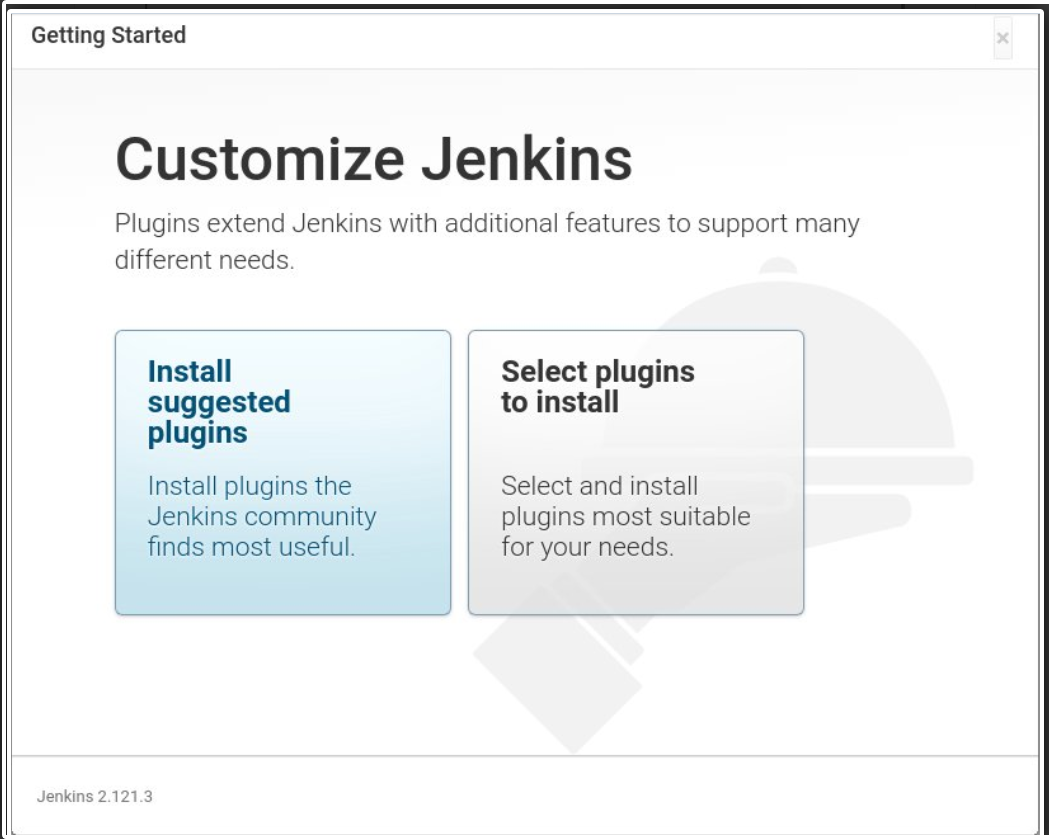 Getting Started
×
Customize Jenkins
Plugins extend Jenkins with additional features to support many
different needs.
Install
suggested
plugins
Install plugins the
Jenkins community
finds most useful.
Select plugins
to install
Select and install
plugins most suitable
for your needs.
Jenkins 2.121.3